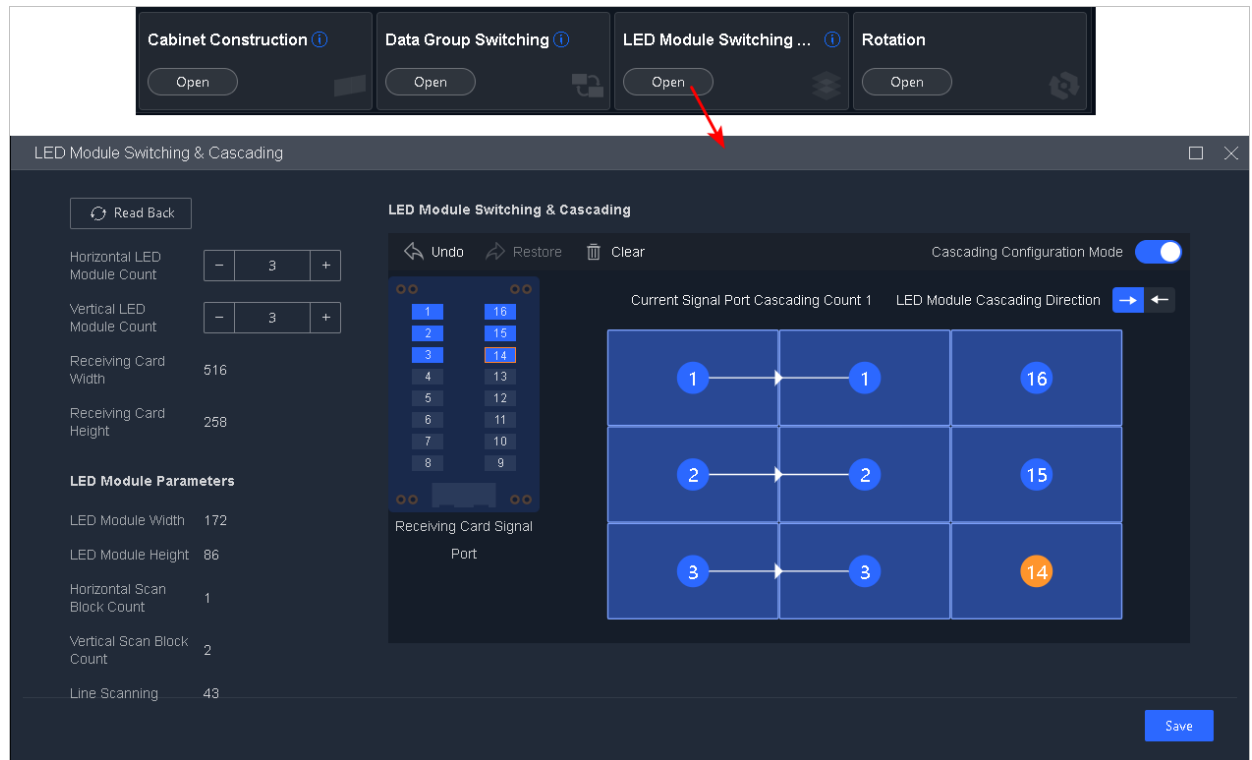 Cabinet Construction
Data Group Switching
LED Module Switching ...
Rotation
Open
Open
Open
Open
LED Module Switching & Cascading
Read Back
Horizontal LED
Module Count
- 3 +
Vertical LED
Module Count
- 3 +
Receiving Card
Width
516
Receiving Card
Height
258
LED Module Parameters
LED Module Width 172
LED Module Height 86
Horizontal Scan
Block Count
1
Vertical Scan Block
Count
2
Line Scanning 43
LED Module Switching & Cascading
Undo Restore Clear
Cascading Configuration Mode
1 16
2 15
3 14
4 13
5 12
6 11
7 10
8 9
Receiving Card Signal
Port
Current Signal Port Cascading Count 1 LED Module Cascading Direction
1 1 16
2 2 15
3 3 14
Save